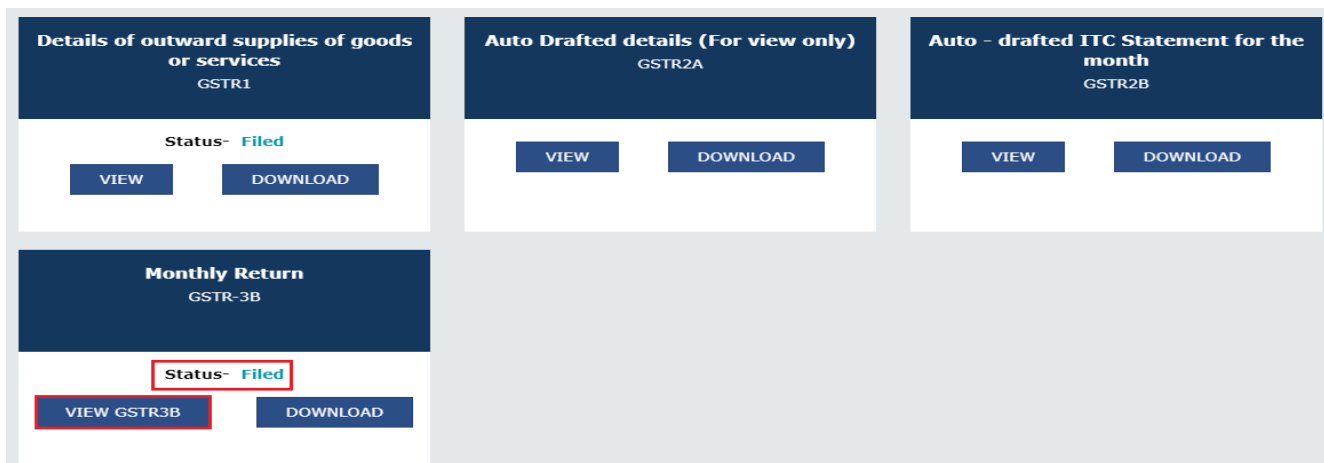 Details of outward supplies of goods
or services
GSTR1
Status- Filed
VIEW
DOWNLOAD
Auto Drafted details (For view only)
GSTR2A
VIEW
DOWNLOAD
Auto - drafted ITC Statement for the
month
GSTR2B
VIEW
DOWNLOAD
Monthly Return
GSTR-3B
Status- Filed
VIEW GSTR3B
DOWNLOAD